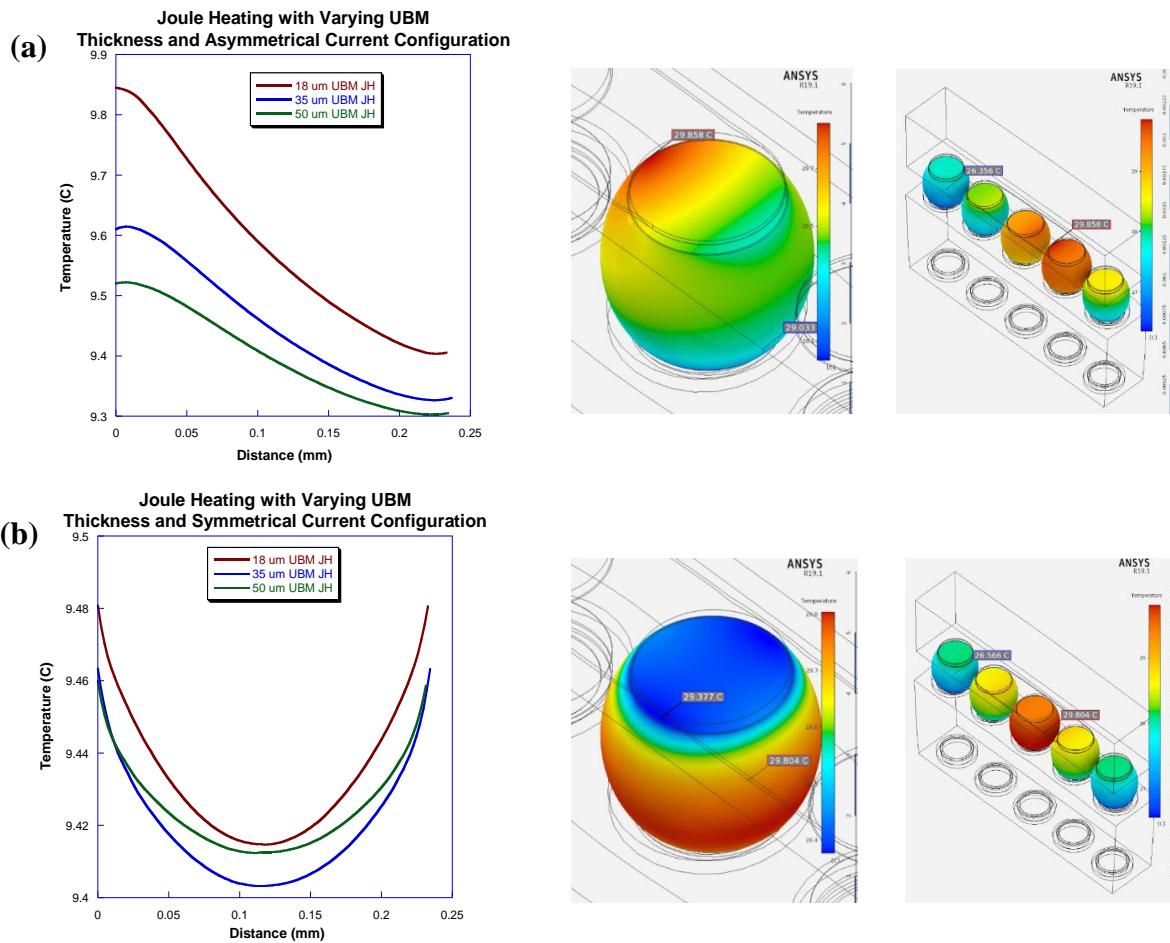 (a)
Joule Heating with Varying UBM
Thickness and Asymmetrical Current Configuration
9.9
9.8
9.7
9.6
9.5
9.4
9.3
Temperature (C)
18 um UBM JH
35 um UBM JH
50 um UBM JH
0 0.05 0.1 0.15 0.2 0.25
Distance (mm)
ANSYS
R19.1
Temperature
29.858 C
29.033
ANSYS
R19.1
Temperature
26.356 C
29.858 C
[C]
(b)
Joule Heating with Varying UBM
Thickness and Symmetrical Current Configuration
9.5
9.48
9.46
9.44
9.42
9.4
Temperature (C)
18 um UBM JH
35 um UBM JH
50 um UBM JH
0 0.05 0.1 0.15 0.2 0.25
Distance (mm)
ANSYS
R19.1
Temperature
29.377 C
29.804 C
ANSYS
R19.1
Temperature
26.566 C
29.804 C
[C]